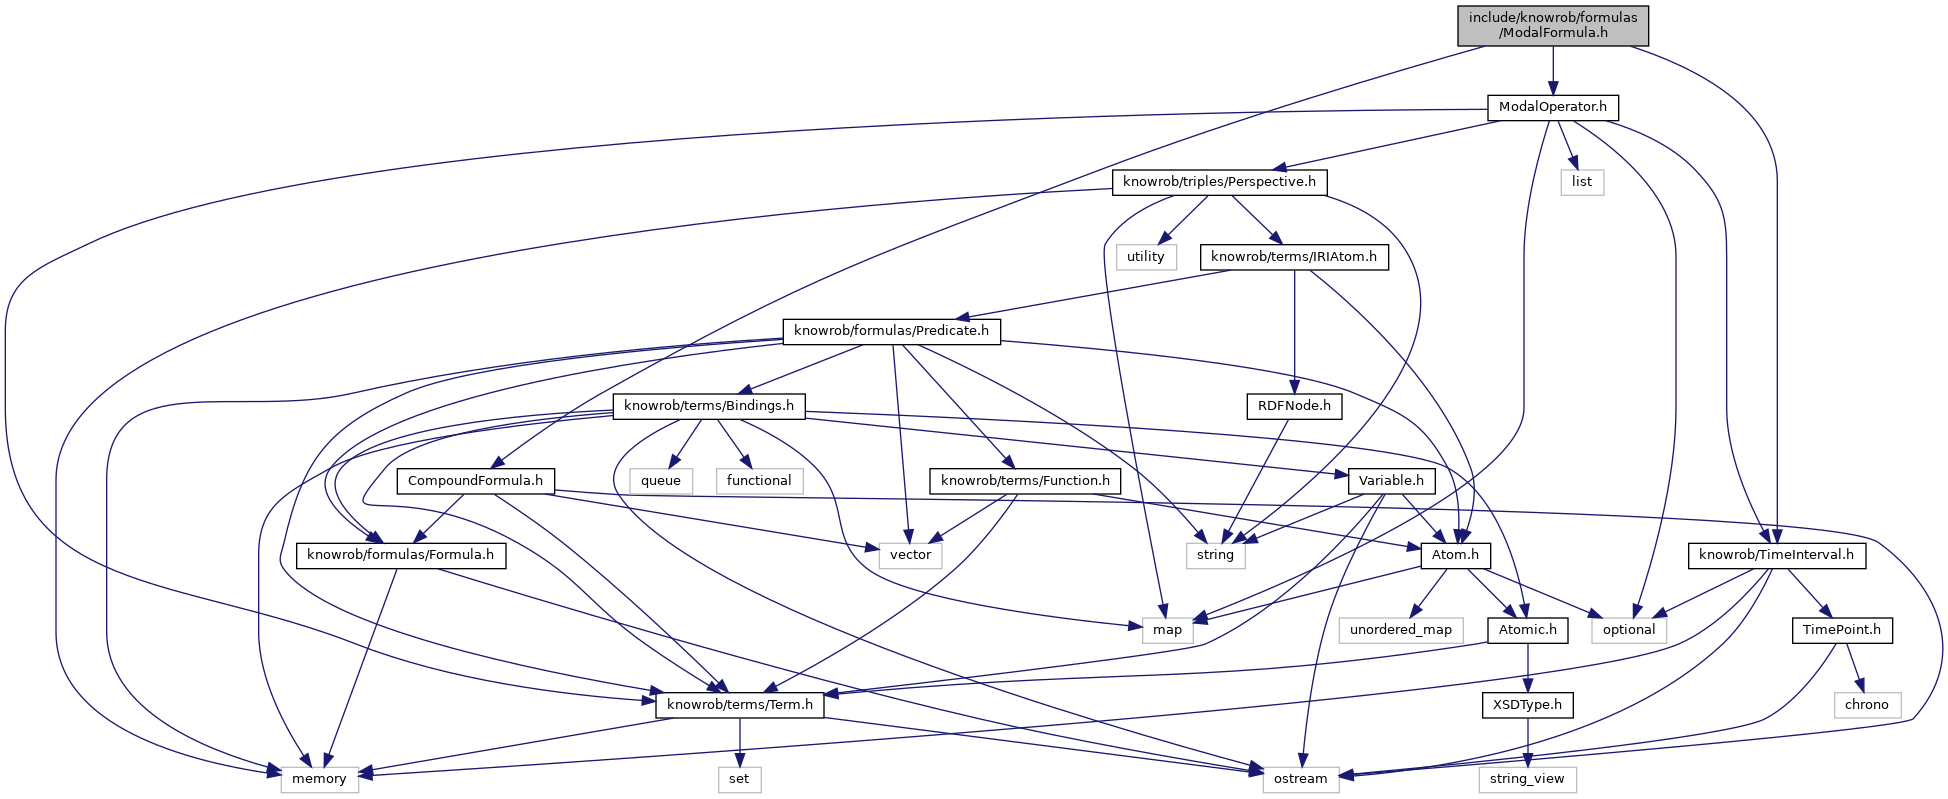 include/knowrob/formulas
/ModalFormula.h
ModalOperator.h
knowrob/triples/Perspective.h
list
utility
knowrob/terms/IRIAtom.h
knowrob/formulas/Predicate.h
knowrob/terms/Bindings.h
RDFNode.h
CompoundFormula.h
queue
functional
knowrob/terms/Function.h
Variable.h
knowrob/formulas/Formula.h
vector
string
Atom.h
knowrob/TimeInterval.h
map
unordered_map
Atomic.h
optional
TimePoint.h
knowrob/terms/Term.h
XSDType.h
chrono
memory
set
ostream
string_view